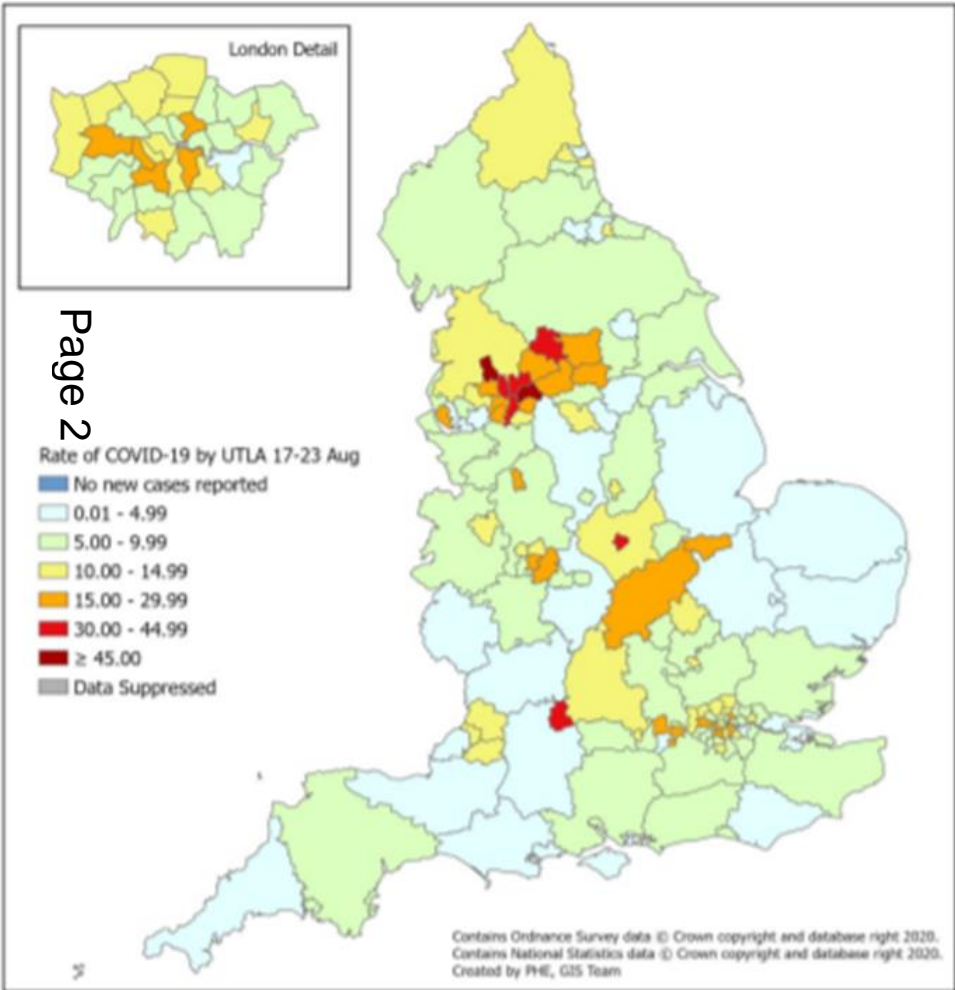 London Detail
Page 2
Rate of COVID-19 by UTLA 17-23 Aug
No new cases reported
0.01 - 4.99
5.00 - 9.99
10.00 - 14.99
15.00 - 29.99
30.00 - 44.99
≥ 45.00
Data Suppressed
Contains Ordnance Survey data © Crown copyright and database right 2020.
Contains National Statistics data © Crown copyright and database right 2020.
Created by PHE, GIS Team